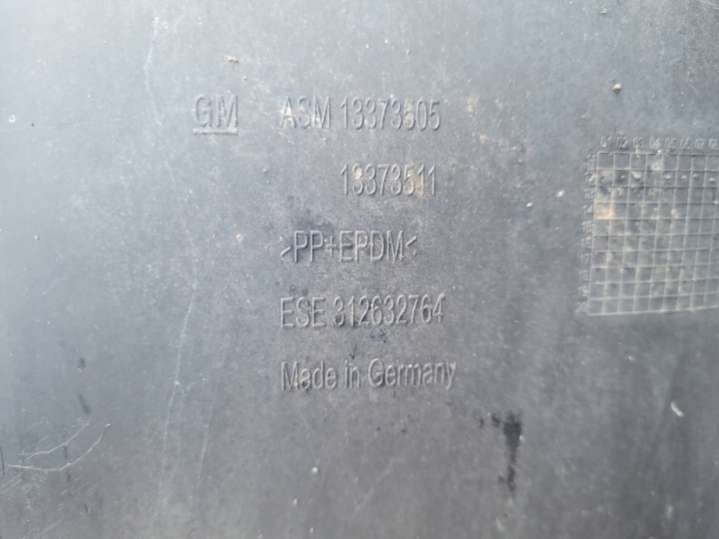 GM ASM 13373505
13373511
>PP+EPDM<
ESE 312632764
Made in Germany